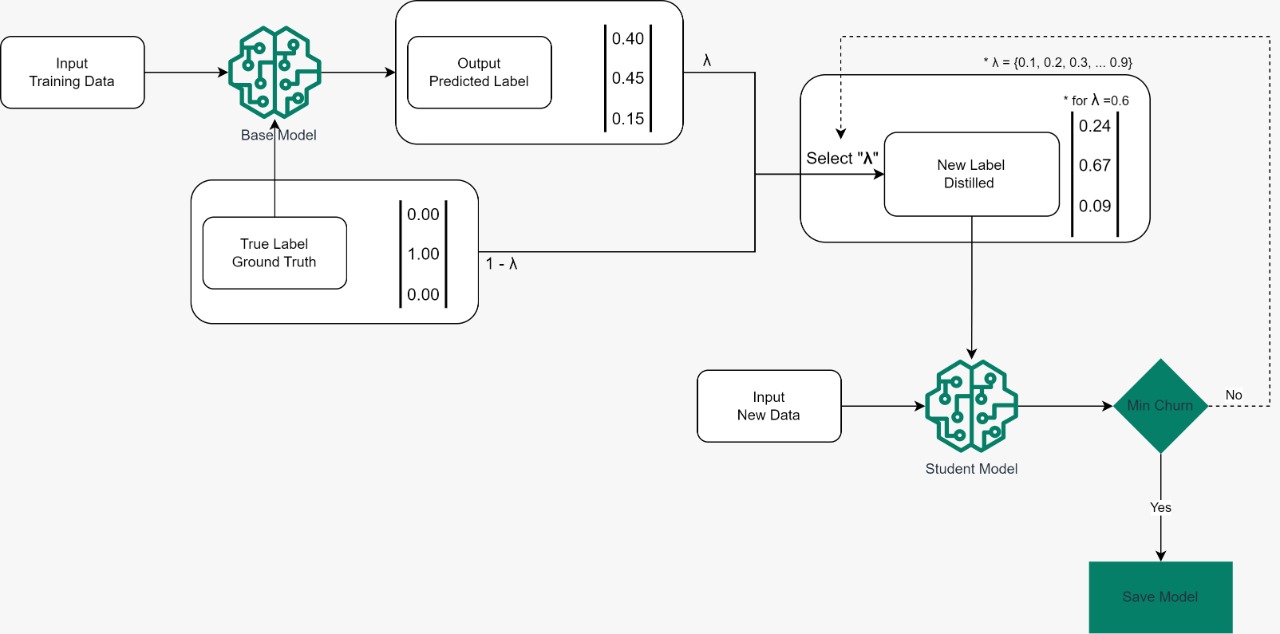 Input
Training Data
Base Model
Output
Predicted Label
0.40
0.45
0.15
λ
True Label
Ground Truth
0.00
1.00
0.00
1 - λ
* λ = {0.1, 0.2, 0.3, ... 0.9}
* for λ =0.6
Select "λ"
New Label
Distilled
0.24
0.67
0.09
Input
New Data
Student Model
Min Churn
No
Yes
Save Model